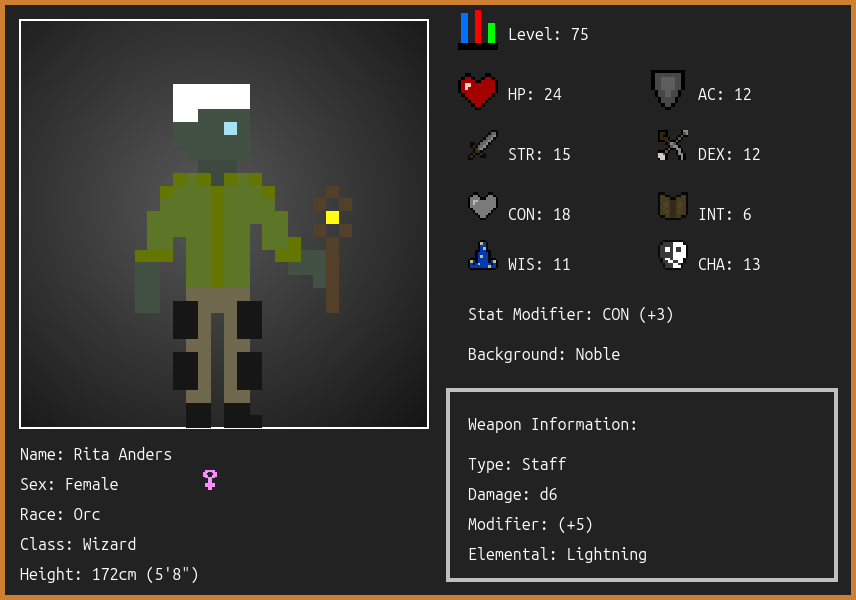 Level: 75
HP: 24
AC: 12
STR: 15
DEX: 12
CON: 18
INT: 6
WIS: 11
CHA: 13
Stat Modifier: CON (+3)
Background: Noble
Weapon Information:
Type: Staff
Damage: d6
Modifier: (+5)
Elemental: Lightning
Name: Rita Anders
Sex: Female
Race: Orc
Class: Wizard
Height: 172cm (5'8")